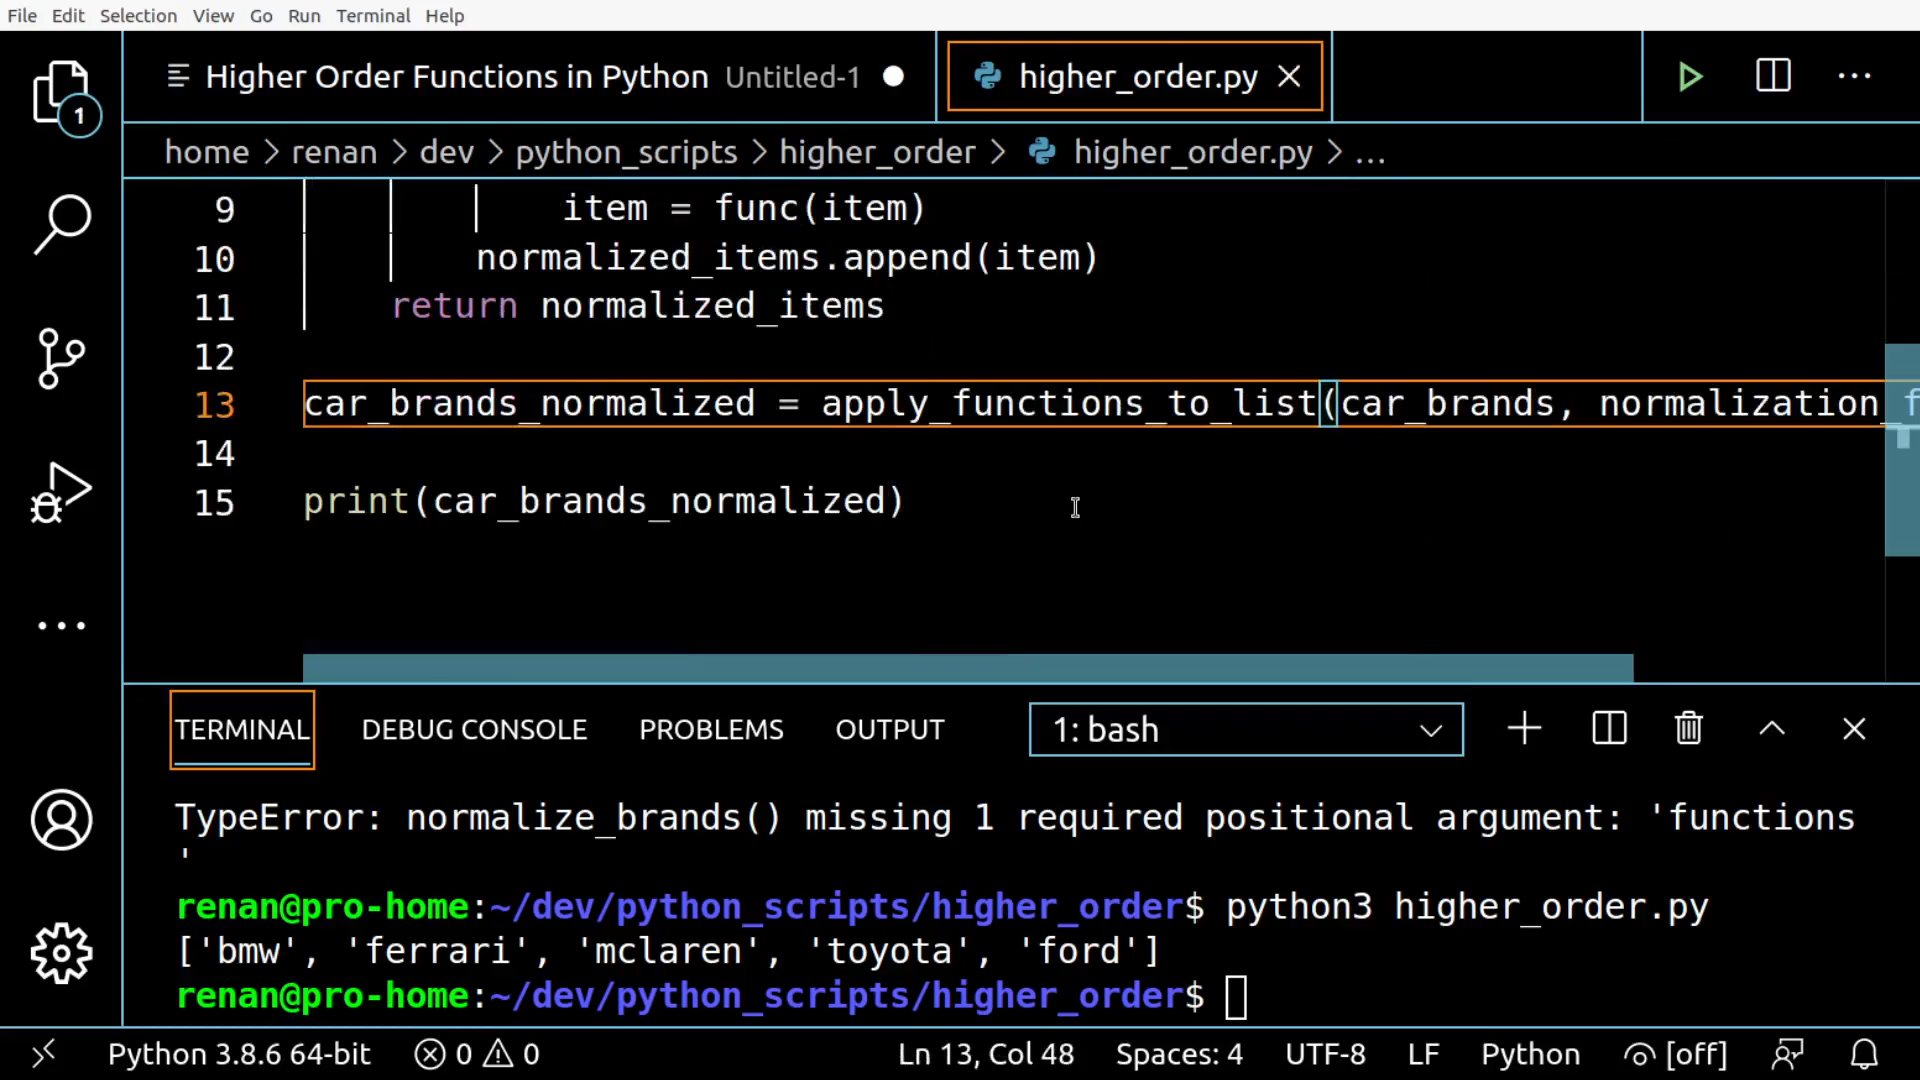 File Edit Selection View Go Run Terminal Help
Higher Order Functions in Python Untitled-1 higher_order.py
1
home > renan > dev > python_scripts > higher_order > higher_order.py > ...
9 item = func(item)
10 normalized_items.append(item)
11 return normalized_items
12
13 car_brands_normalized = apply_functions_to_list(car_brands, normalization_f
14
15 print(car_brands_normalized)
TERMINAL DEBUG CONSOLE PROBLEMS OUTPUT 1: bash
TypeError: normalize_brands() missing 1 required positional argument: 'functions
'
renan@pro-home:~/dev/python_scripts/higher_order$ python3 higher_order.py
['bmw', 'ferrari', 'mclaren', 'toyota', 'ford']
renan@pro-home:~/dev/python_scripts/higher_order$
Python 3.8.6 64-bit 0 0 Ln 13, Col 48 Spaces: 4 UTF-8 LF Python [off]